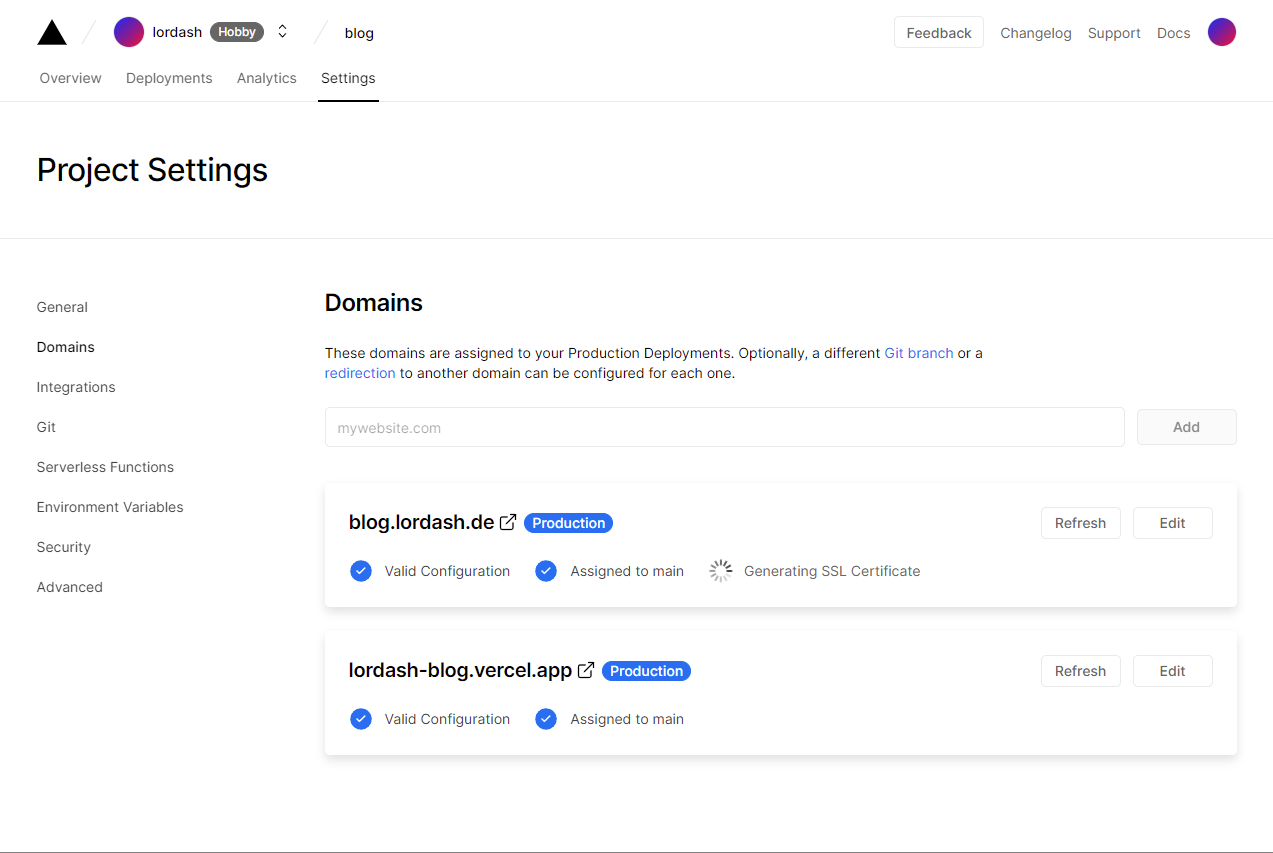 lordash Hobby blog Feedback Changelog Support Docs
Overview Deployments Analytics Settings
Project Settings
General
Domains
Integrations
Git
Serverless Functions
Environment Variables
Security
Advanced
Domains
These domains are assigned to your Production Deployments. Optionally, a different Git branch or a
redirection to another domain can be configured for each one.
mywebsite.com Add
blog.lordash.de Production Refresh Edit
Valid Configuration Assigned to main Generating SSL Certificate
lordash-blog.vercel.app Production Refresh Edit
Valid Configuration Assigned to main